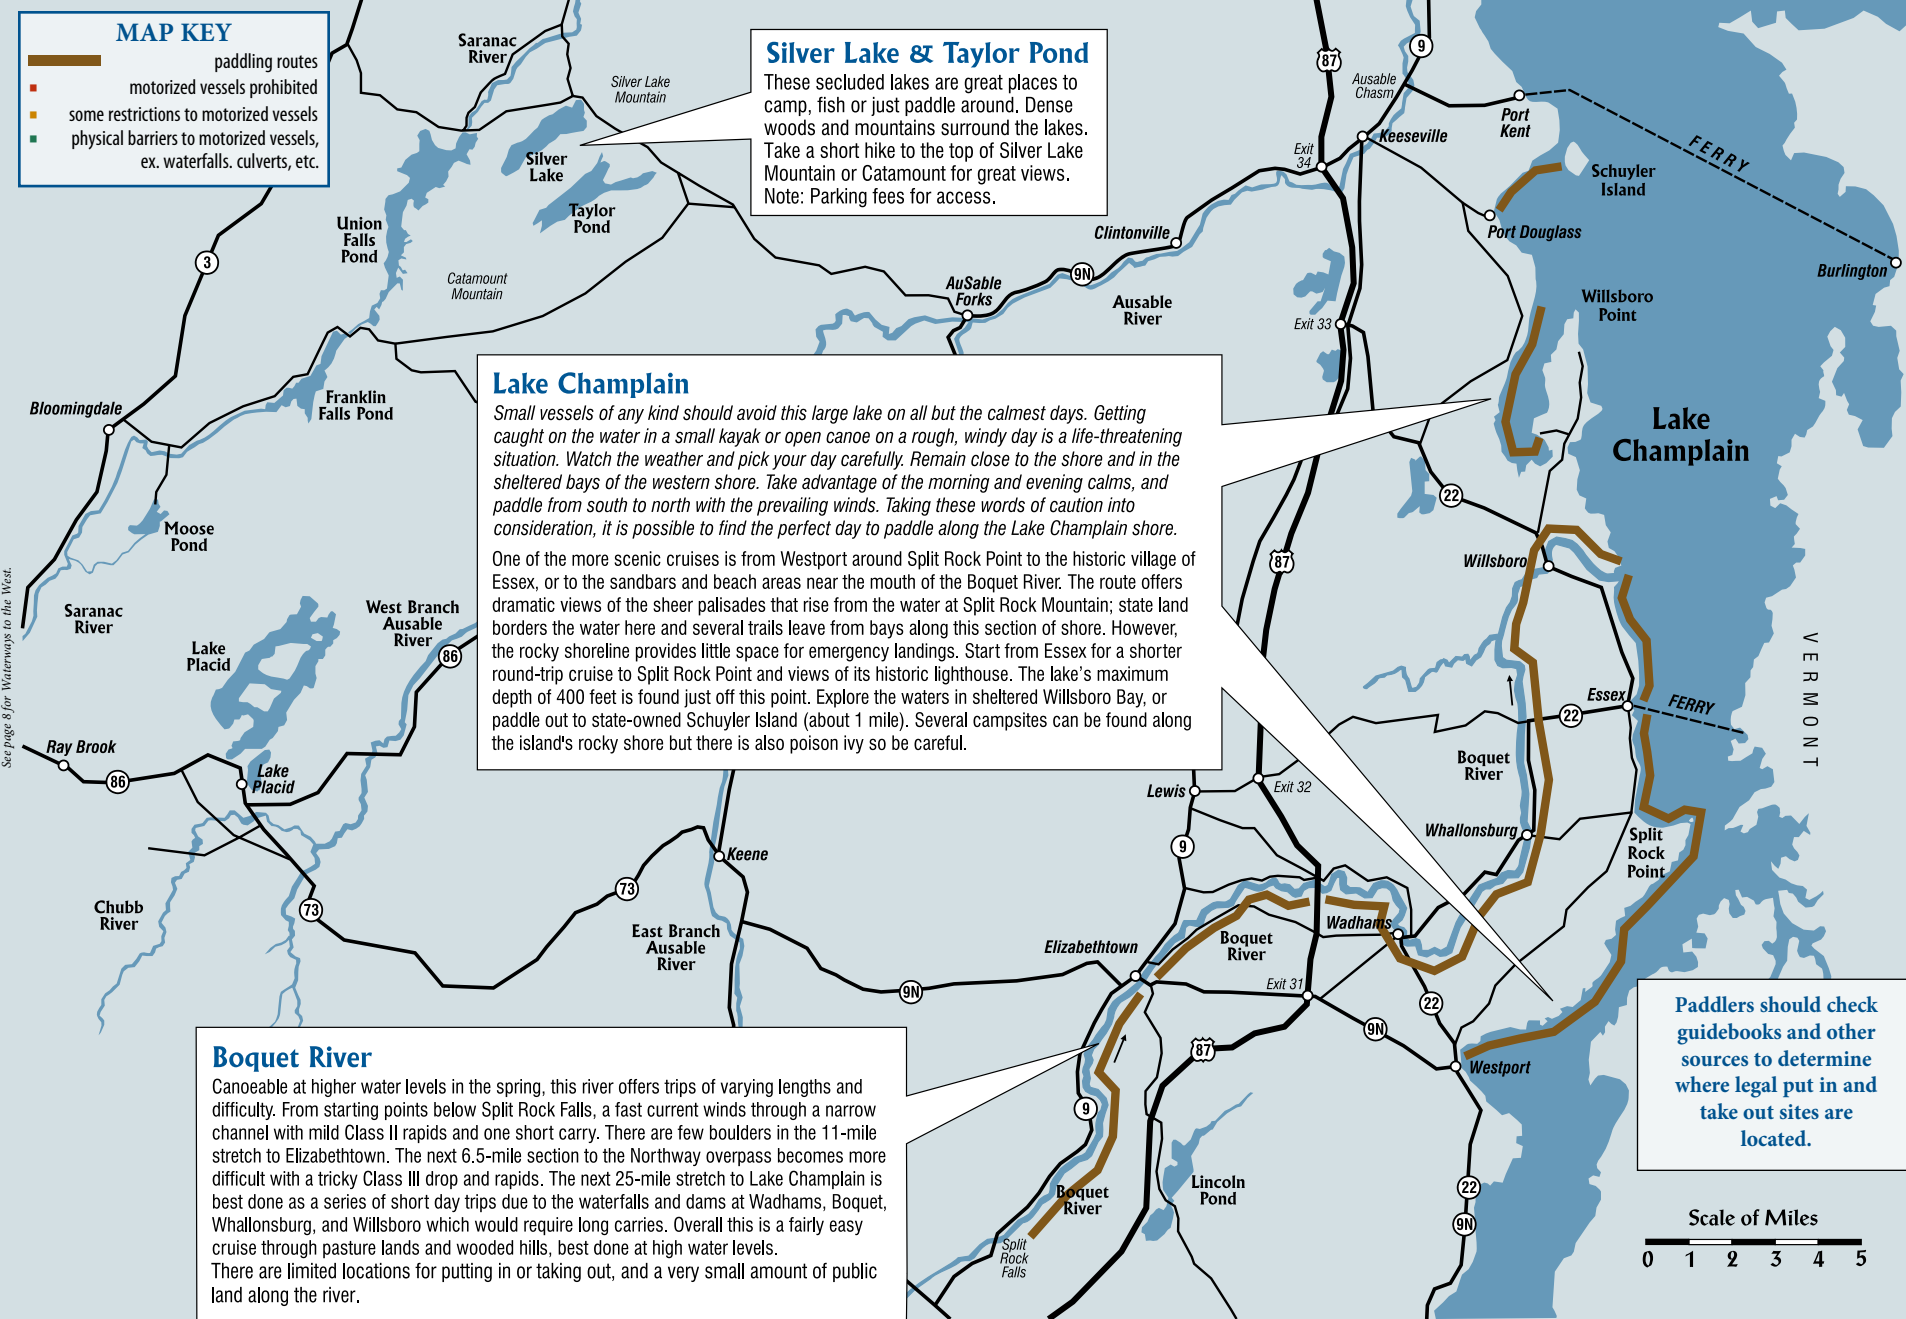 MAP KEY
paddling routes
motorized vessels prohibited
some restrictions to motorized vessels
physical barriers to motorized vessels,
ex. waterfalls. culverts, etc.
Silver Lake & Taylor Pond
These secluded lakes are great places to
camp, fish or just paddle around. Dense
woods and mountains surround the lakes.
Take a short hike to the top of Silver Lake
Mountain or Catamount for great views.
Note: Parking fees for access.
Saranac
River
Silver Lake
Mountain
Silver
Lake
Taylor
Pond
Union
Falls
Pond
3
Catamount
Mountain
Franklin
Falls Pond
Bloomingdale
Moose
Pond
Saranac
River
See page 8 for Waterways to the West.
West Branch
Ausable
River
86
Lake
Placid
Ray Brook
86
Lake
Placid
Chubb
River
73
73
Keene
East Branch
Ausable
River
9N
87
9
Ausable
Chasm
Port
Kent
Keeseville
Exit
34
FERRY
Schuyler
Island
Port Douglass
Burlington
Clintonville
9N
AuSable
Forks
Ausable
River
Exit 33
Willsboro
Point
Lake
Champlain
22
87
Willsboro
VERMONT
Essex
22
FERRY
Boquet
River
Lewis
Exit 32
9
Whallonsburg
Split
Rock
Point
Wadhams
Elizabethtown
Boquet
River
Exit 31
22
9N
87
Westport
9
Lincoln
Pond
Boquet
River
Split
Rock
Falls
22
9N
Lake Champlain
Small vessels of any kind should avoid this large lake on all but the calmest days. Getting
caught on the water in a small kayak or open canoe on a rough, windy day is a life-threatening
situation. Watch the weather and pick your day carefully. Remain close to the shore and in the
sheltered bays of the western shore. Take advantage of the morning and evening calms, and
paddle from south to north with the prevailing winds. Taking these words of caution into
consideration, it is possible to find the perfect day to paddle along the Lake Champlain shore.
One of the more scenic cruises is from Westport around Split Rock Point to the historic village of
Essex, or to the sandbars and beach areas near the mouth of the Boquet River. The route offers
dramatic views of the sheer palisades that rise from the water at Split Rock Mountain; state land
borders the water here and several trails leave from bays along this section of shore. However,
the rocky shoreline provides little space for emergency landings. Start from Essex for a shorter
round-trip cruise to Split Rock Point and views of its historic lighthouse. The lake's maximum
depth of 400 feet is found just off this point. Explore the waters in sheltered Willsboro Bay, or
paddle out to state-owned Schuyler Island (about 1 mile). Several campsites can be found along
the island's rocky shore but there is also poison ivy so be careful.
Boquet River
Canoeable at higher water levels in the spring, this river offers trips of varying lengths and
difficulty. From starting points below Split Rock Falls, a fast current winds through a narrow
channel with mild Class II rapids and one short carry. There are few boulders in the 11-mile
stretch to Elizabethtown. The next 6.5-mile section to the Northway overpass becomes more
difficult with a tricky Class III drop and rapids. The next 25-mile stretch to Lake Champlain is
best done as a series of short day trips due to the waterfalls and dams at Wadhams, Boquet,
Whallonsburg, and Willsboro which would require long carries. Overall this is a fairly easy
cruise through pasture lands and wooded hills, best done at high water levels.
There are limited locations for putting in or taking out, and a very small amount of public
land along the river.
Paddlers should check
guidebooks and other
sources to determine
where legal put in and
take out sites are
located.
Scale of Miles
0 1 2 3 4 5